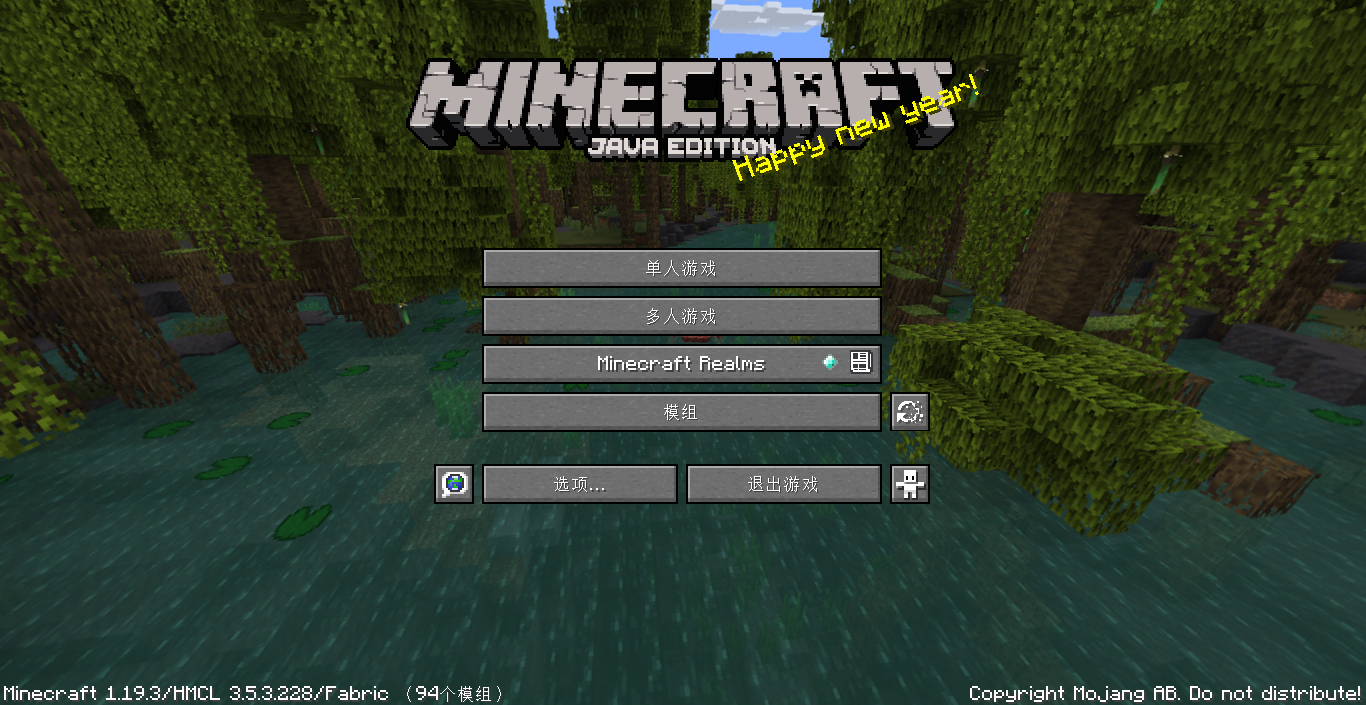 MINECRAFT
JAVA EDITION
Happy new year!
单人游戏
多人游戏
Minecraft Realms
模组
选项...
退出游戏
Minecraft 1.19.3/HMCL 3.5.3.228/Fabric （94个模组）
Copyright Mojang AB. Do not distribute!